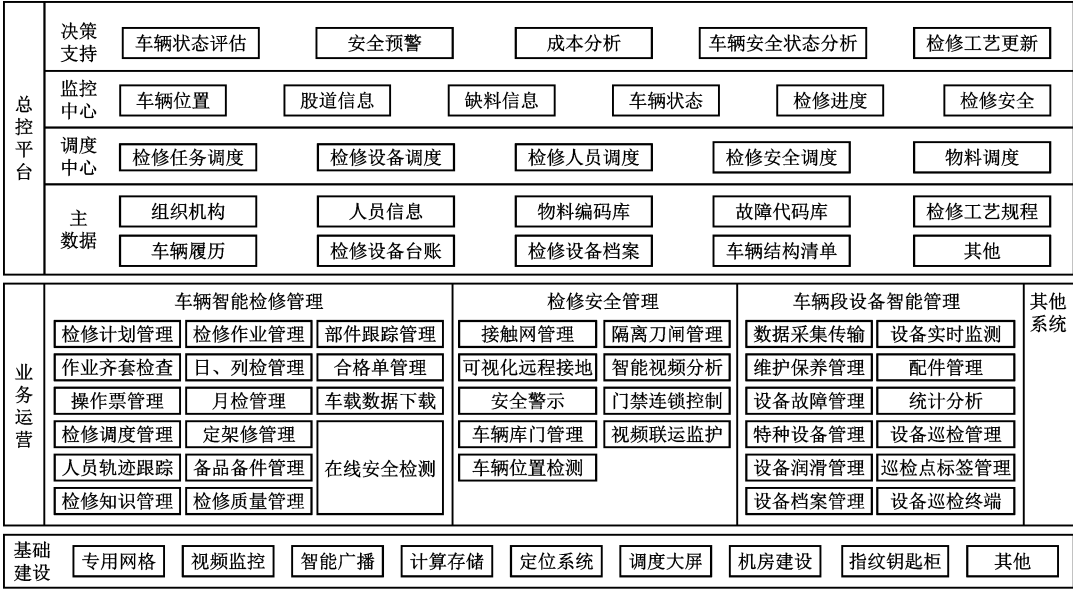 总控平台
决策支持
车辆状态评估 安全预警 成本分析 车辆安全状态分析 检修工艺更新
监控中心
车辆位置 股道信息 缺料信息 车辆状态 检修进度 检修安全
调度中心
检修任务调度 检修设备调度 检修人员调度 检修安全调度 物料调度
主数据
组织机构 人员信息 物料编码库 故障代码库 检修工艺规程
车辆履历 检修设备台账 检修设备档案 车辆结构清单 其他
业务运营
车辆智能检修管理
检修计划管理 检修作业管理 部件跟踪管理
作业齐套检查 日、列检管理 合格单管理
操作票管理 月检管理 车载数据下载
检修调度管理 定架修管理
人员轨迹跟踪 备品备件管理 在线安全检测
检修知识管理 检修质量管理
检修安全管理
接触网管理 隔离刀闸管理
可视化远程接地 智能视频分析
安全警示 门禁连锁控制
车辆库门管理 视频联运监护
车辆位置检测
车辆段设备智能管理
数据采集传输 设备实时监测
维护保养管理 配件管理
设备故障管理 统计分析
特种设备管理 设备巡检管理
设备润滑管理 巡检点标签管理
设备档案管理 设备巡检终端
其他系统
基础建设
专用网格 视频监控 智能广播 计算存储 定位系统 调度大屏 机房建设 指纹钥匙柜 其他